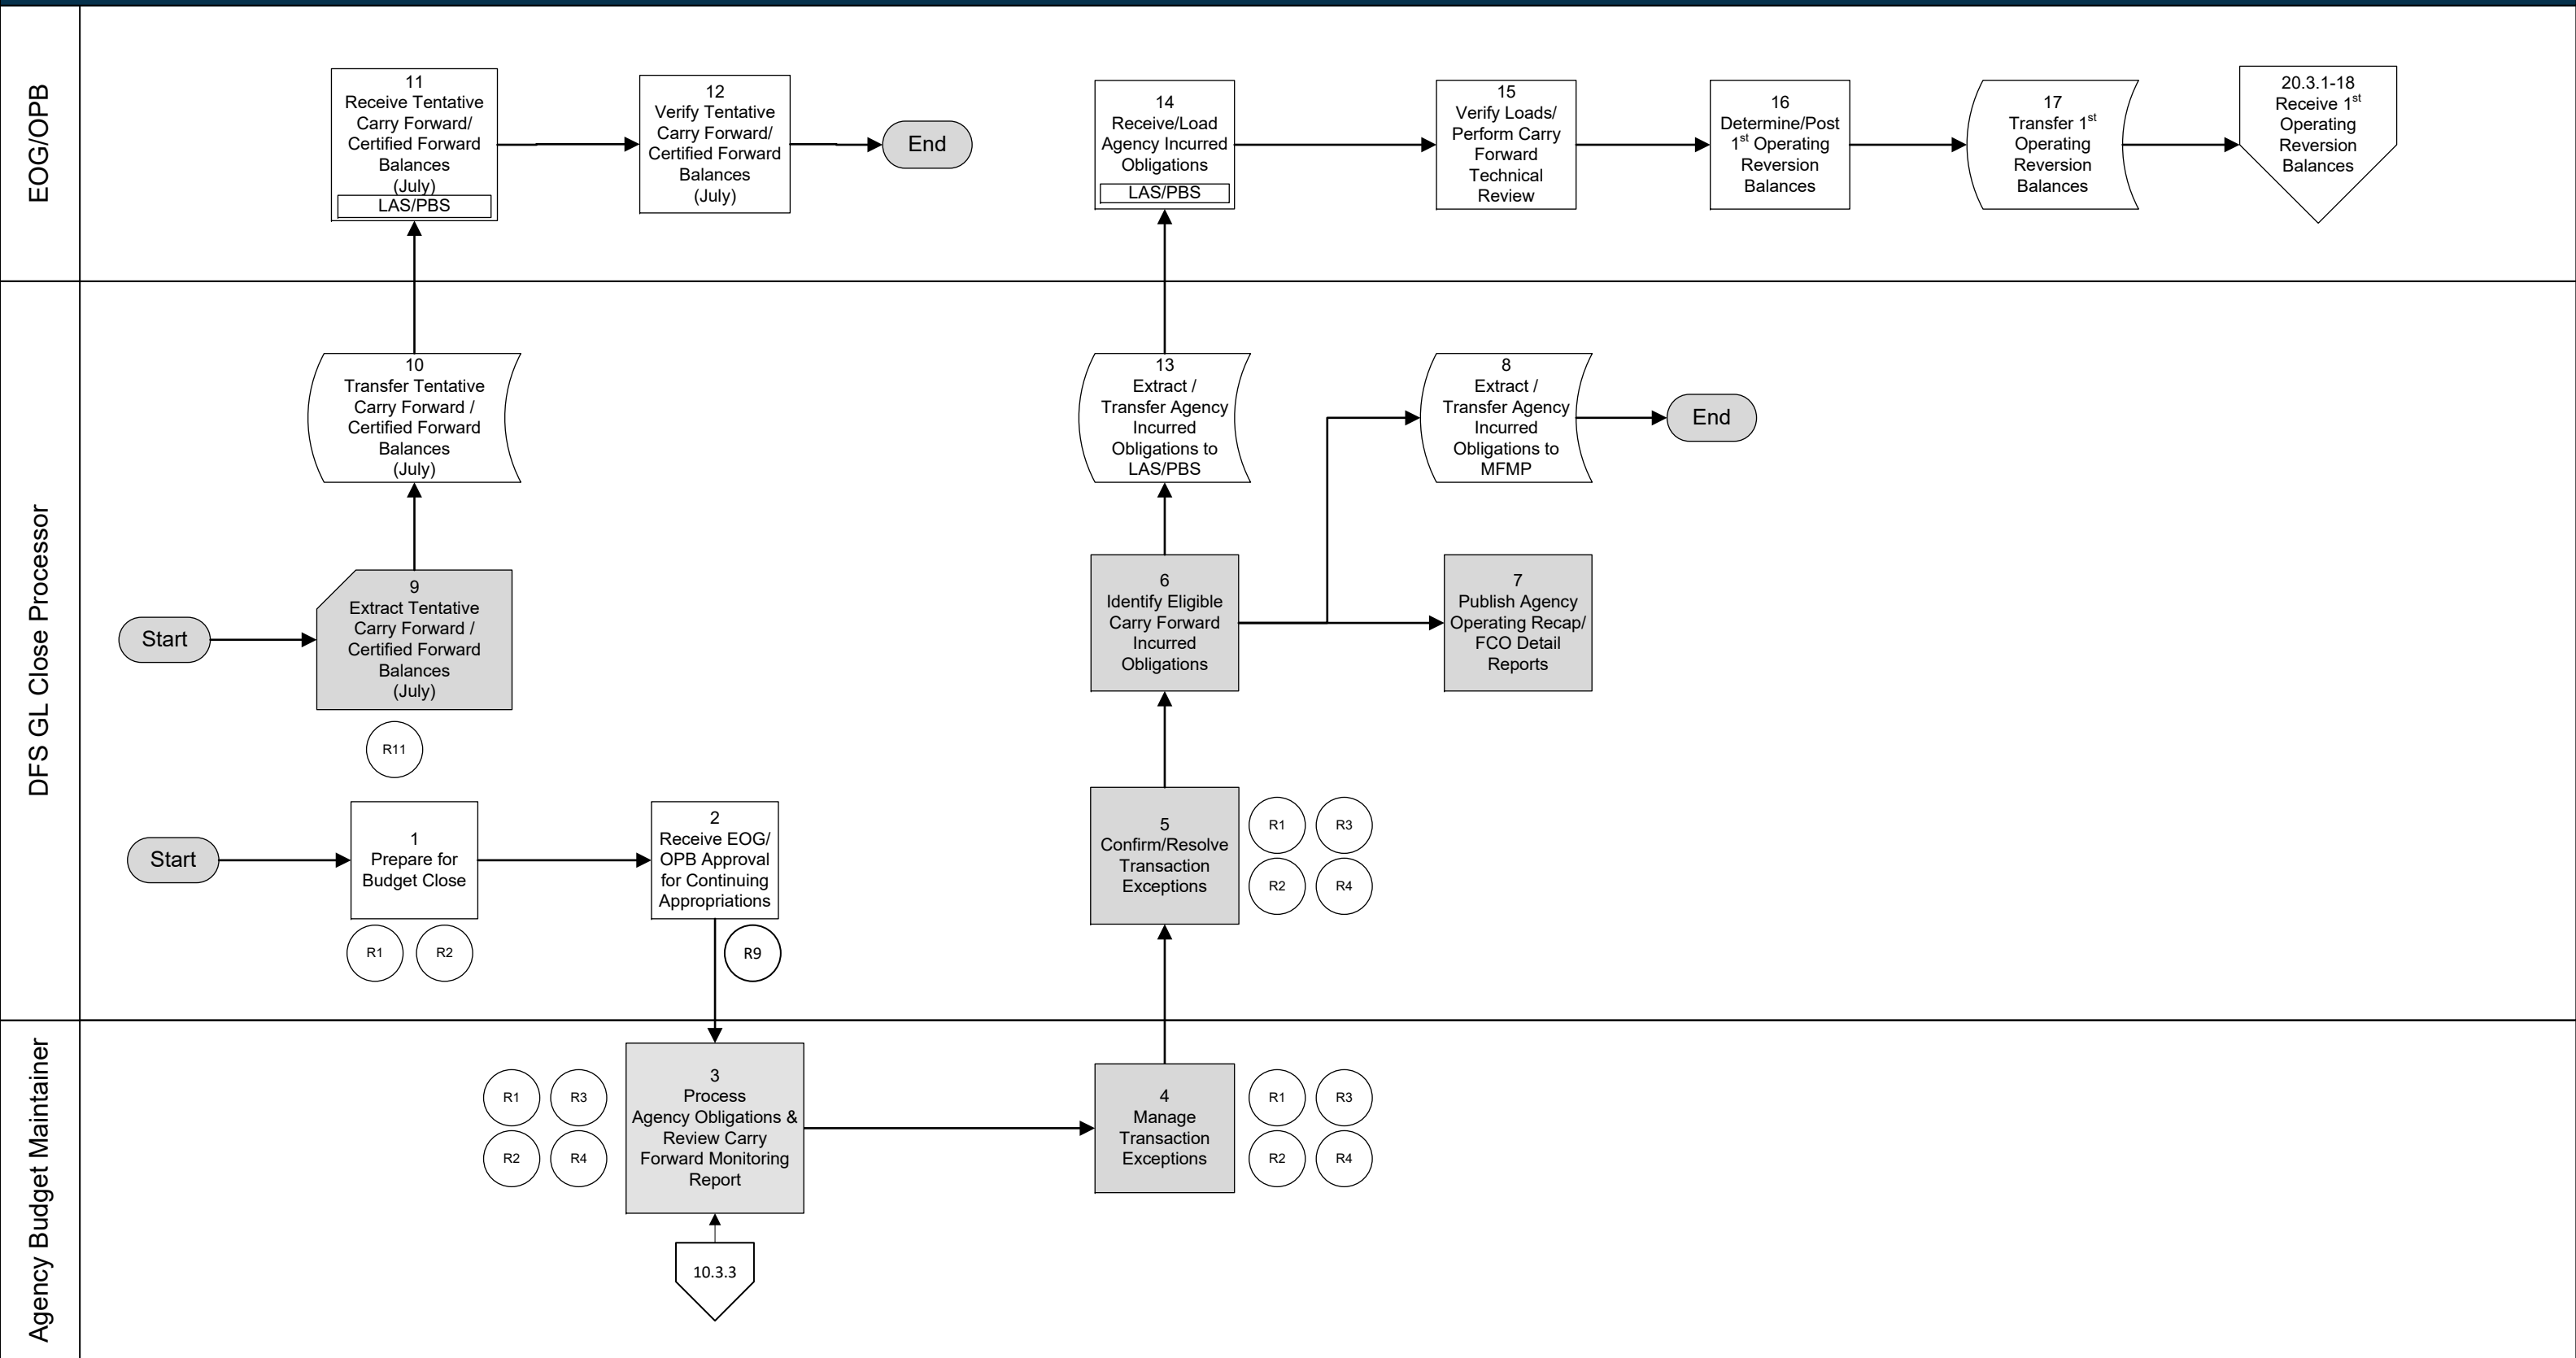 EOG/OPB
11
Receive Tentative
Carry Forward/
Certified Forward
Balances
(July)
LAS/PBS
12
Verify Tentative
Carry Forward/
Certified Forward
Balances
(July)
End
14
Receive/Load
Agency Incurred
Obligations
LAS/PBS
15
Verify Loads/
Perform Carry
Forward
Technical
Review
16
Determine/Post
1st Operating
Reversion
Balances
17
Transfer 1st
Operating
Reversion
Balances
20.3.1-18
Receive 1st
Operating
Reversion
Balances
DFS GL Close Processor
10
Transfer Tentative
Carry Forward /
Certified Forward
Balances
(July)
13
Extract /
Transfer Agency
Incurred
Obligations to
LAS/PBS
8
Extract /
Transfer Agency
Incurred
Obligations to
MFMP
End
Start
9
Extract Tentative
Carry Forward /
Certified Forward
Balances
(July)
R11
6
Identify Eligible
Carry Forward
Incurred
Obligations
7
Publish Agency
Operating Recap/
FCO Detail
Reports
Start
1
Prepare for
Budget Close
R1
R2
2
Receive EOG/
OPB Approval
for Continuing
Appropriations
R9
5
Confirm/Resolve
Transaction
Exceptions
R1
R3
R2
R4
Agency Budget Maintainer
R1
R3
R2
R4
3
Process
Agency Obligations &
Review Carry
Forward Monitoring
Report
4
Manage
Transaction
Exceptions
R1
R3
R2
R4
10.3.3